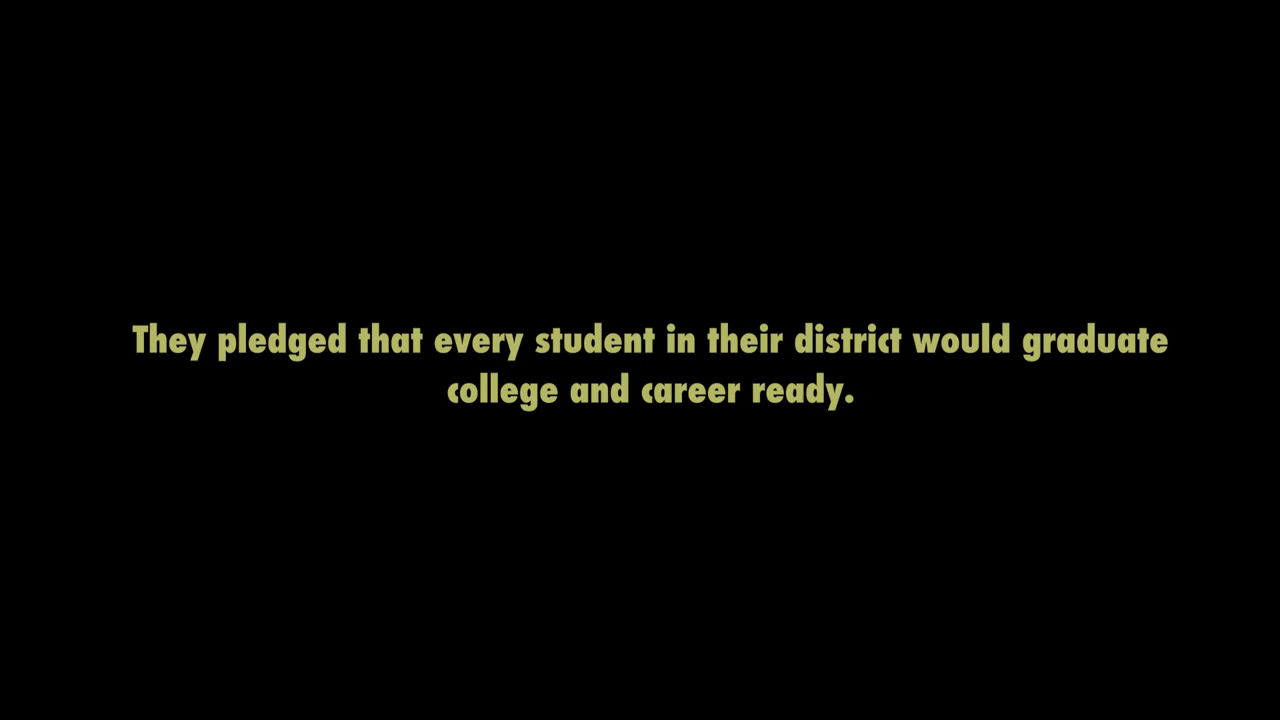 They pledged that every student in their district would graduate
college and career ready.